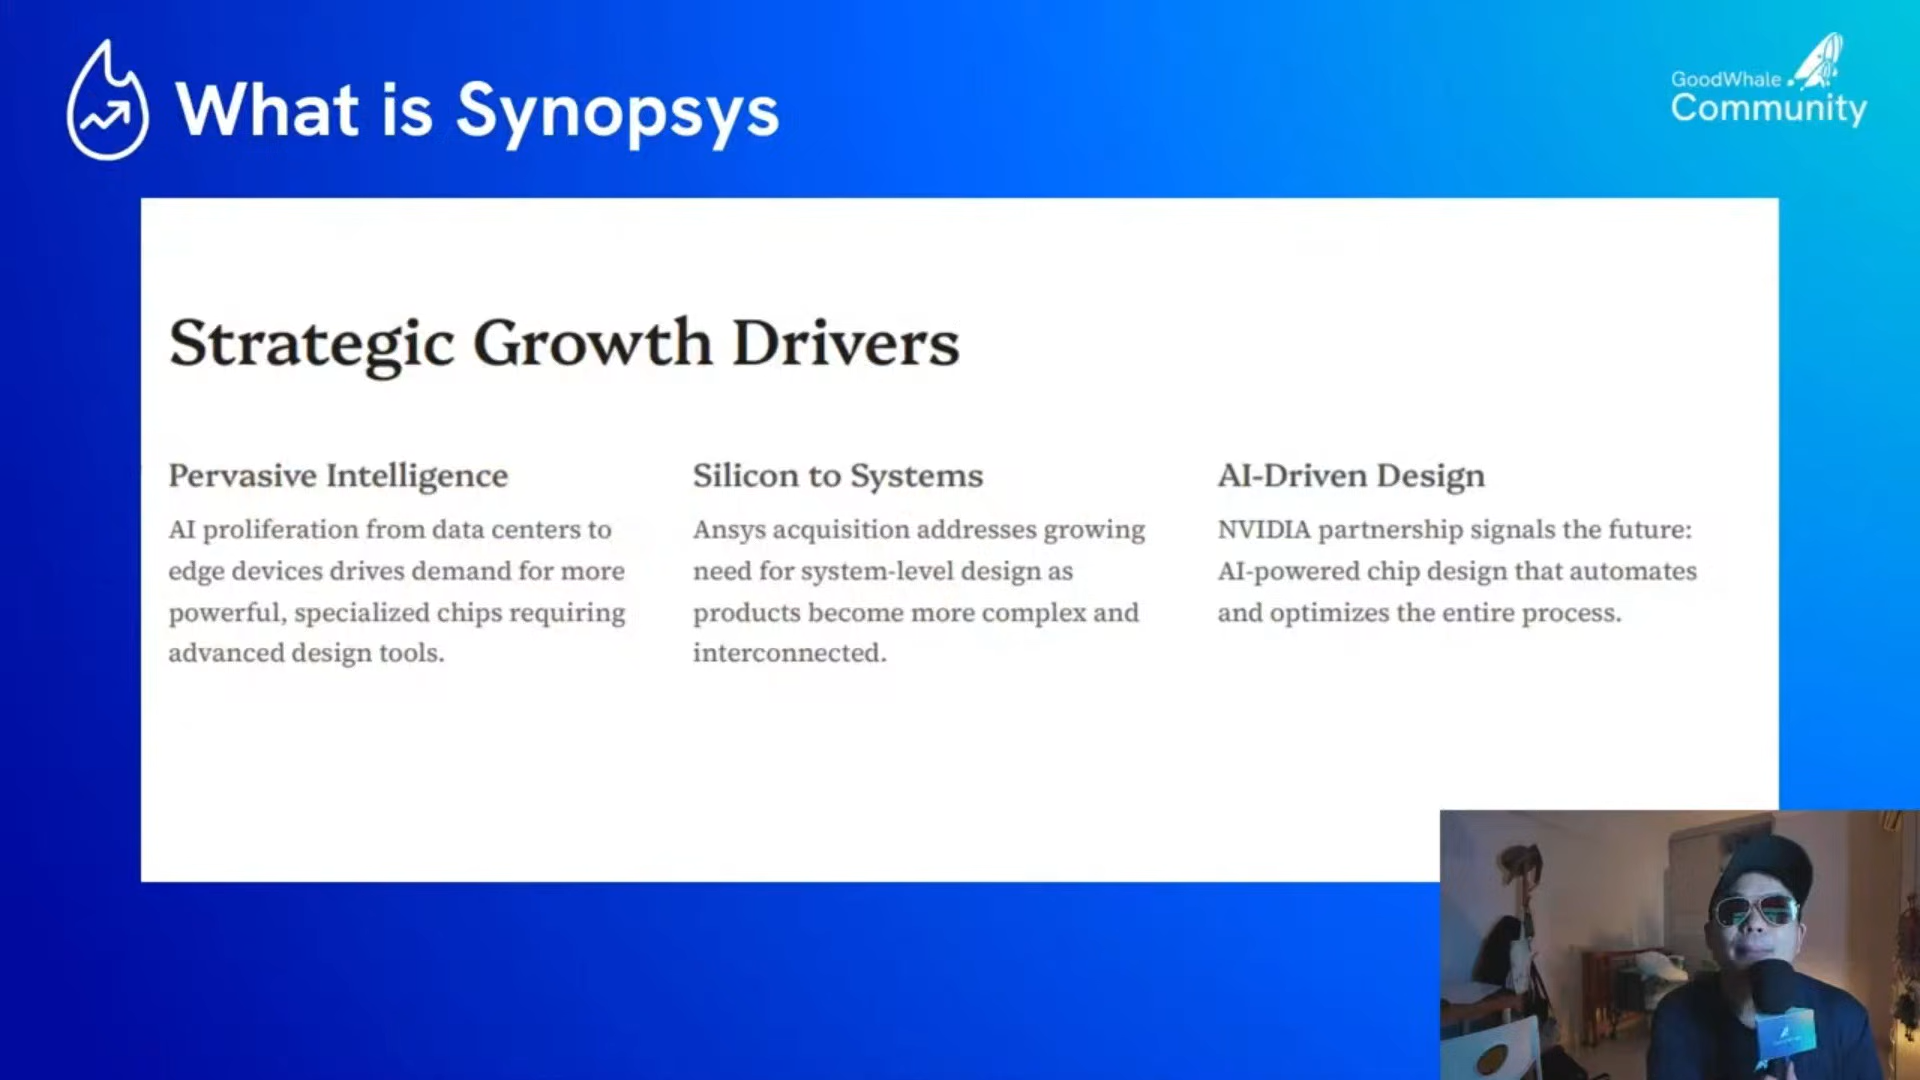 What is Synopsys
GoodWhale
Community
Strategic Growth Drivers
Pervasive Intelligence
AI proliferation from data centers to
edge devices drives demand for more
powerful, specialized chips requiring
advanced design tools.
Silicon to Systems
Ansys acquisition addresses growing
need for system-level design as
products become more complex and
interconnected.
AI-Driven Design
NVIDIA partnership signals the future:
AI-powered chip design that automates
and optimizes the entire process.